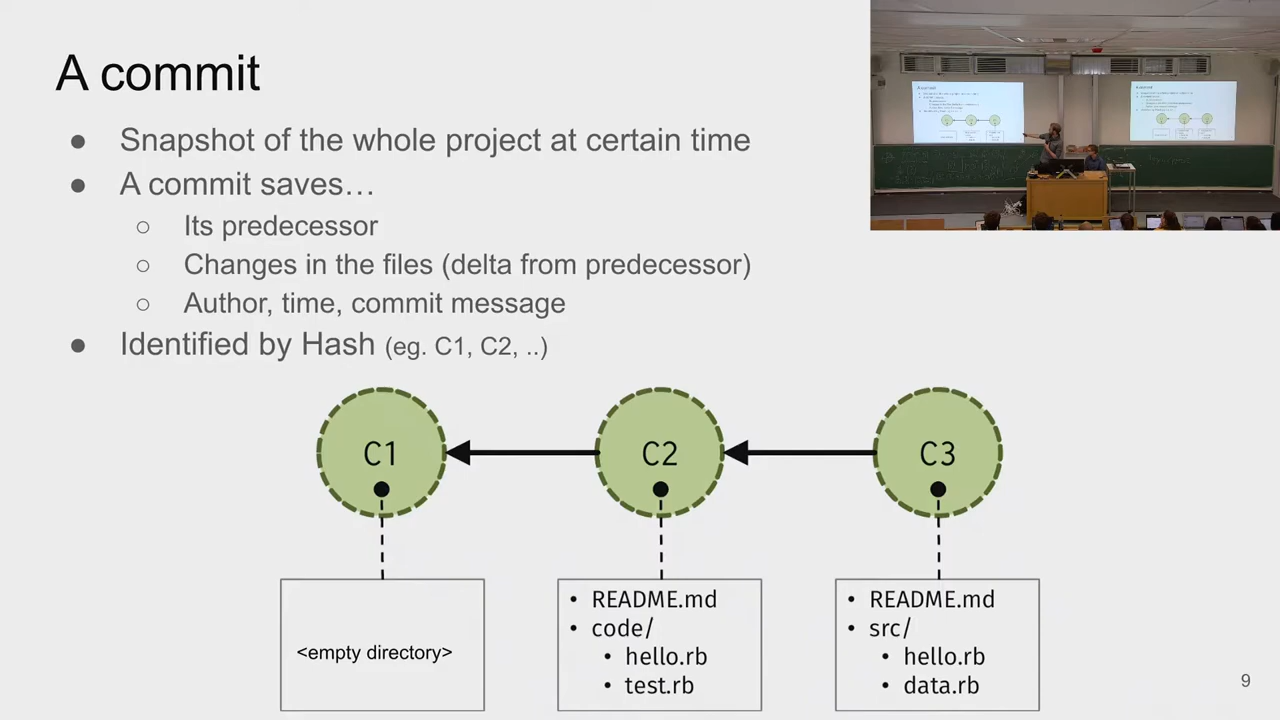 A commit
● Snapshot of the whole project at certain time
● A commit saves…
○ Its predecessor
○ Changes in the files (delta from predecessor)
○ Author, time, commit message
● Identified by Hash (eg. C1, C2, ..)
C1
C2
C3
<empty directory>
• README.md
• code/
• hello.rb
• test.rb
• README.md
• src/
• hello.rb
• data.rb
9